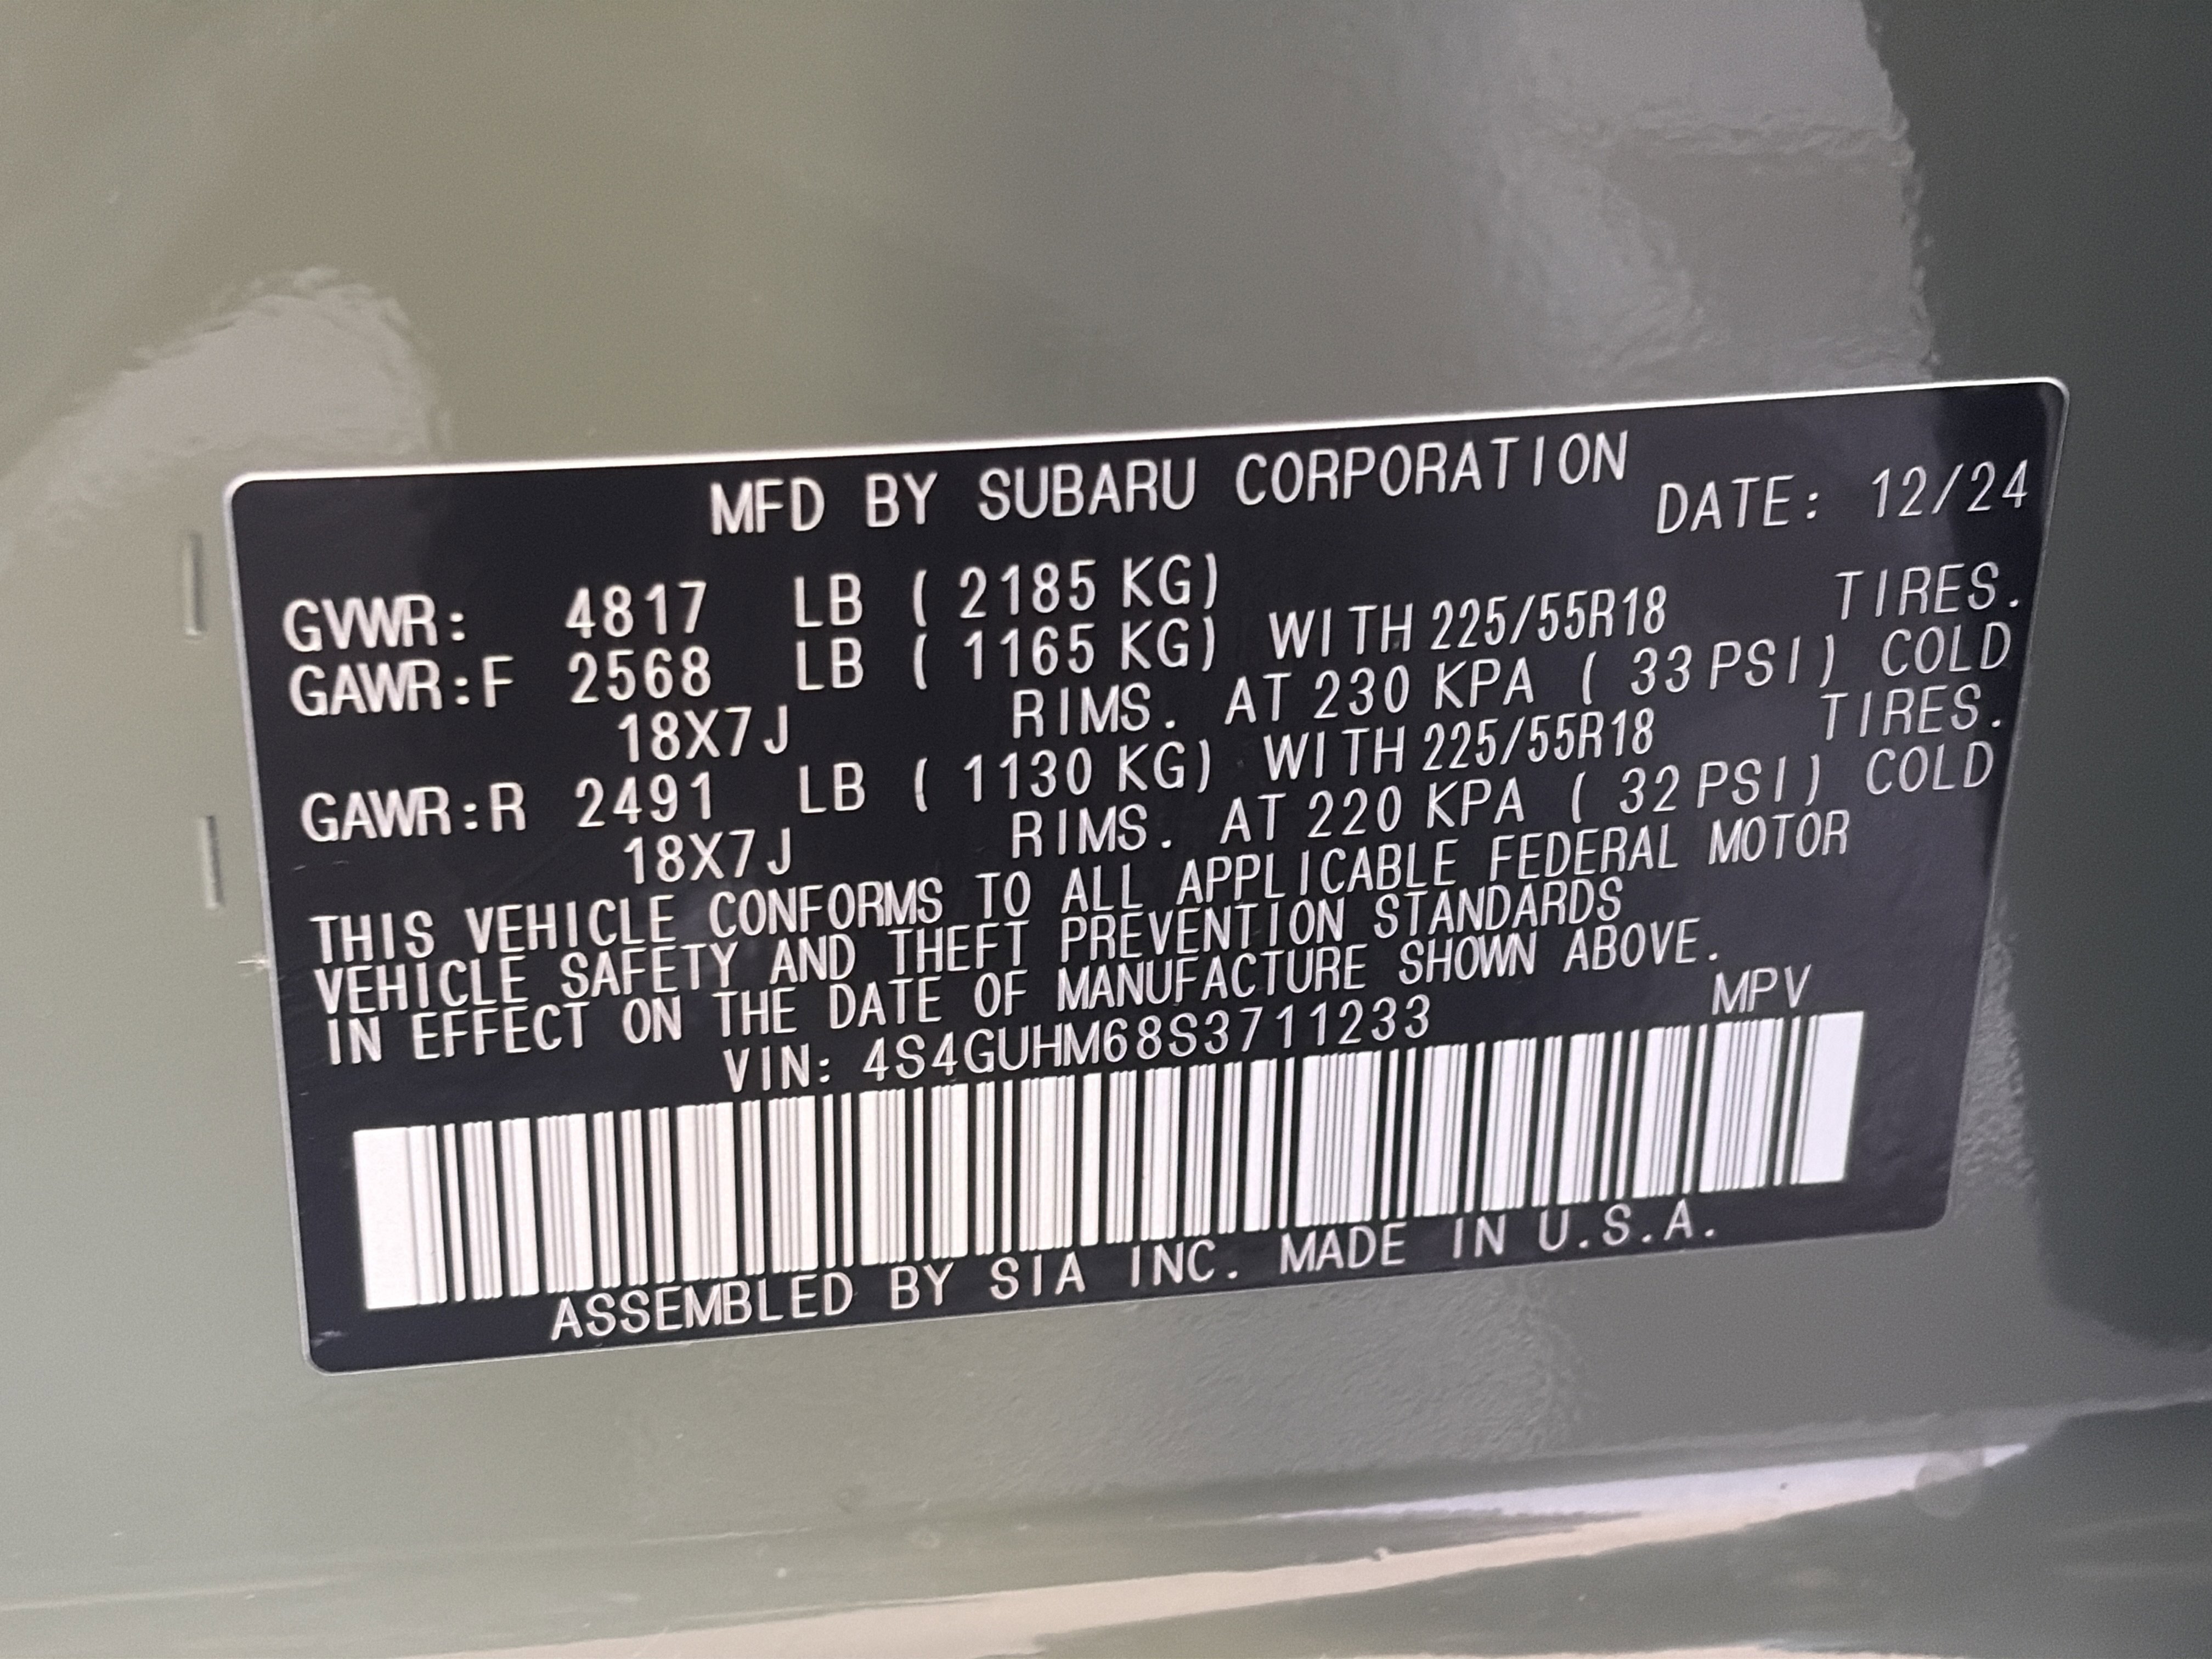 MFD BY SUBARU CORPORATION
DATE: 12/24
GVWR: 4817 LB ( 2185 KG)
GAWR:F 2568 LB ( 1165 KG) WITH 225/55R18 TIRES.
18X7J RIMS. AT 230 KPA ( 33 PSI) COLD
GAWR:R 2491 LB ( 1130 KG) WITH 225/55R18 TIRES.
18X7J RIMS. AT 220 KPA ( 32 PSI) COLD
THIS VEHICLE CONFORMS TO ALL APPLICABLE FEDERAL MOTOR
VEHICLE SAFETY AND THEFT PREVENTION STANDARDS
IN EFFECT ON THE DATE OF MANUFACTURE SHOWN ABOVE.
VIN: 4S4GUHM68S3711233 MPV
ASSEMBLED BY SIA INC. MADE IN U.S.A.